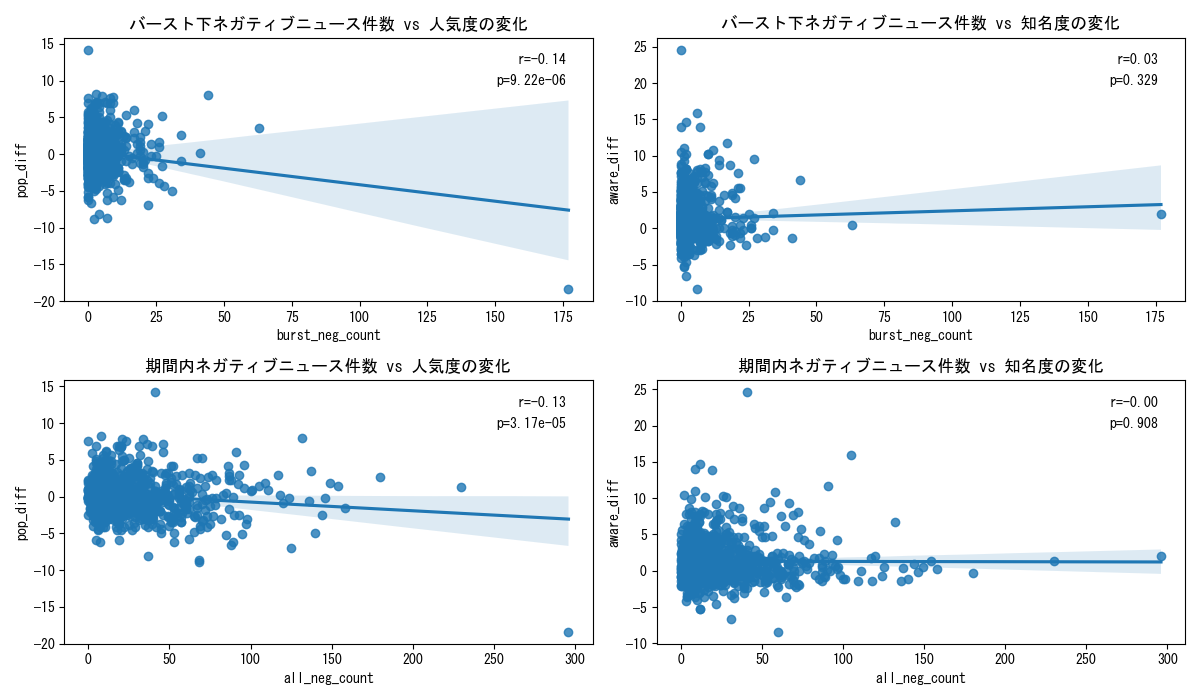 バースト下ネガティブニュース件数 vs 人気度の変化
r=-0.14
p=9.22e-06
pop_diff
15
10
5
0
−5
−10
−15
−20
0 25 50 75 100 125 150 175
burst_neg_count
バースト下ネガティブニュース件数 vs 知名度の変化
r=0.03
p=0.329
aware_diff
25
20
15
10
5
0
−5
−10
0 25 50 75 100 125 150 175
burst_neg_count
期間内ネガティブニュース件数 vs 人気度の変化
r=-0.13
p=3.17e-05
pop_diff
15
10
5
0
−5
−10
−15
−20
0 50 100 150 200 250 300
all_neg_count
期間内ネガティブニュース件数 vs 知名度の変化
r=-0.00
p=0.908
aware_diff
25
20
15
10
5
0
−5
−10
0 50 100 150 200 250 300
all_neg_count